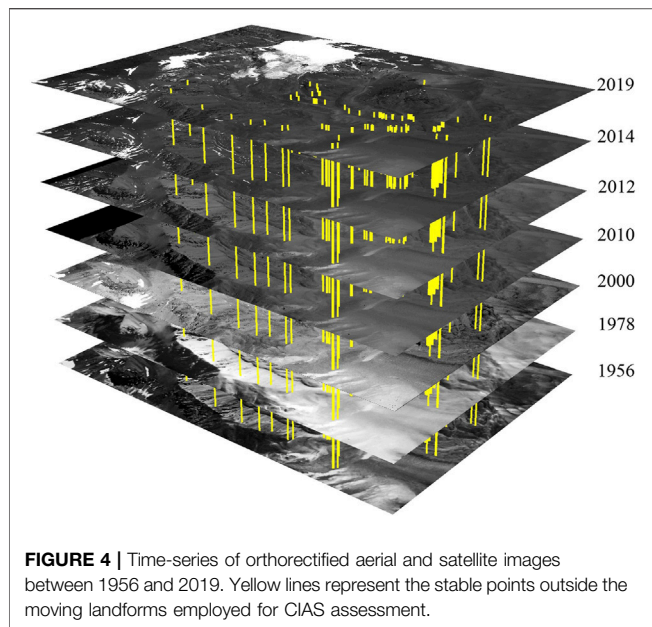 2019
2014
2012
2010
2000
1978
1956
FIGURE 4 | Time-series of orthorectified aerial and satellite images
between 1956 and 2019. Yellow lines represent the stable points outside the
moving landforms employed for CIAS assessment.